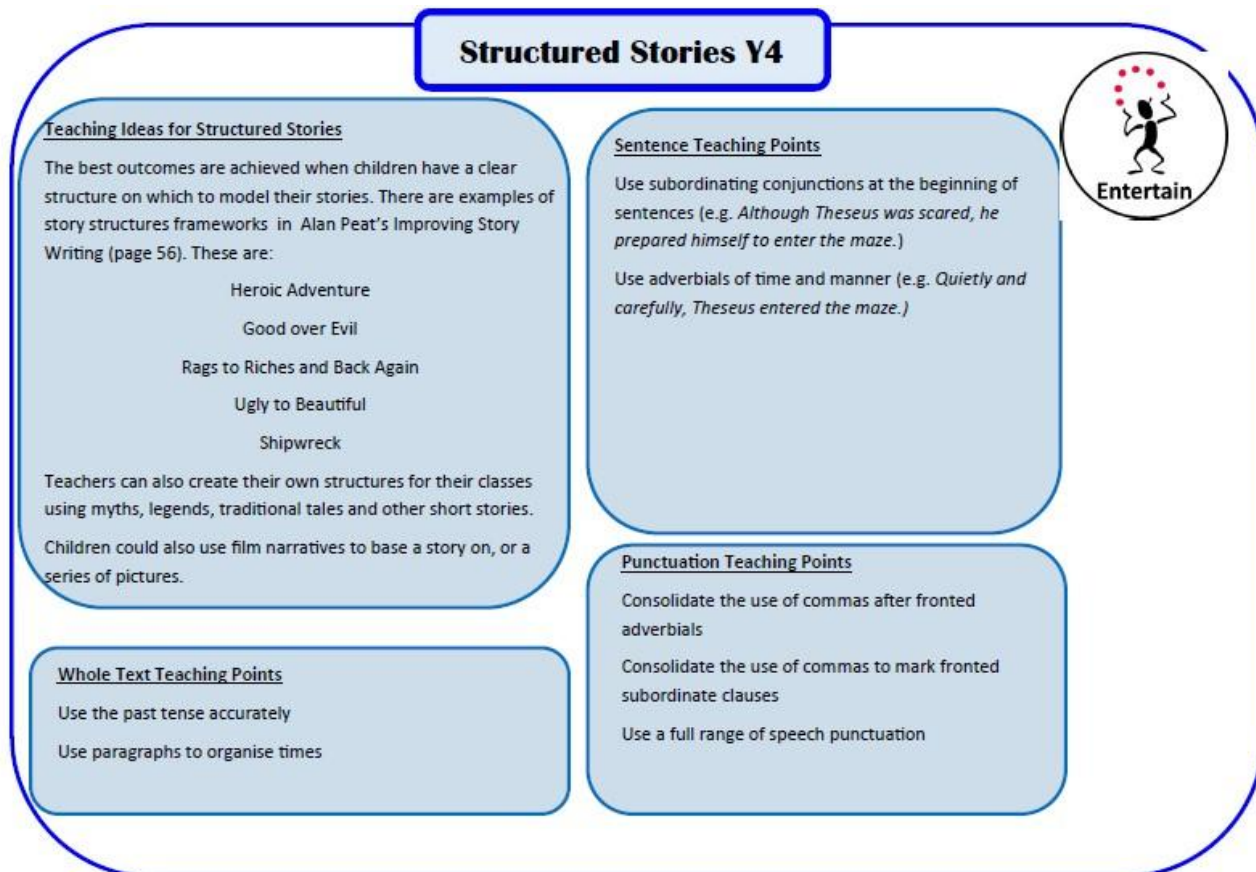 Structured Stories Y4
Teaching Ideas for Structured Stories
The best outcomes are achieved when children have a clear
structure on which to model their stories. There are examples of
story structures frameworks in Alan Peat's Improving Story
Writing (page 56). These are:
Heroic Adventure
Good over Evil
Rags to Riches and Back Again
Ugly to Beautiful
Shipwreck
Teachers can also create their own structures for their classes
using myths, legends, traditional tales and other short stories.
Children could also use film narratives to base a story on, or a
series of pictures.
Whole Text Teaching Points
Use the past tense accurately
Use paragraphs to organise times
Sentence Teaching Points
Use subordinating conjunctions at the beginning of
sentences (e.g. Although Theseus was scared, he
prepared himself to enter the maze.)
Use adverbials of time and manner (e.g. Quietly and
carefully, Theseus entered the maze.)
Punctuation Teaching Points
Consolidate the use of commas after fronted
adverbials
Consolidate the use of commas to mark fronted
subordinate clauses
Use a full range of speech punctuation
Entertain